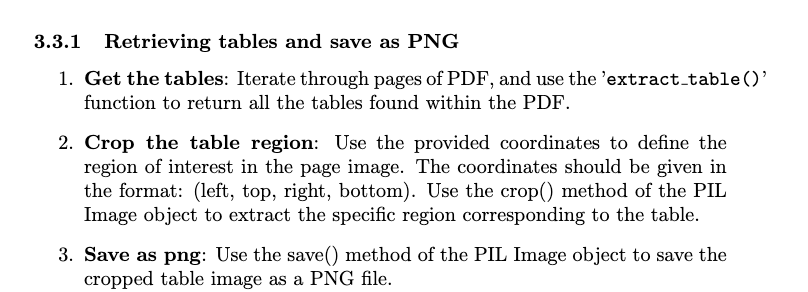 3.3.1 Retrieving tables and save as PNG
1. Get the tables: Iterate through pages of PDF, and use the 'extract_table()'
function to return all the tables found within the PDF.
2. Crop the table region: Use the provided coordinates to define the
region of interest in the page image. The coordinates should be given in
the format: (left, top, right, bottom). Use the crop() method of the PIL
Image object to extract the specific region corresponding to the table.
3. Save as png: Use the save() method of the PIL Image object to save the
cropped table image as a PNG file.